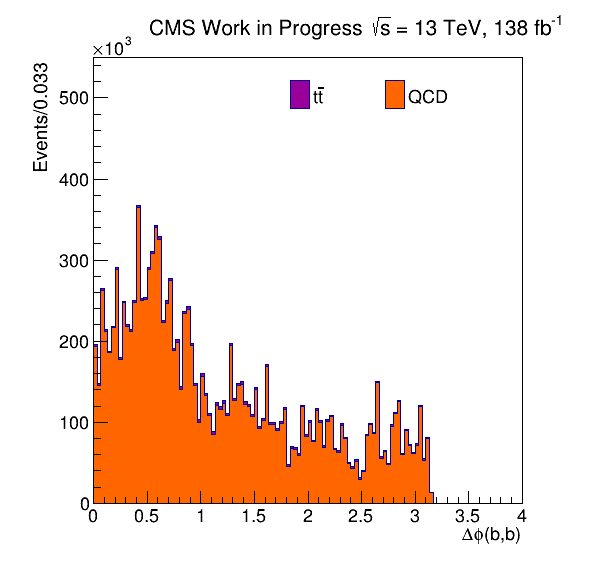 CMS Work in Progress √s = 13 TeV, 138 fb⁻¹
×10³
Events/0.033
tt̄
QCD
500
400
300
200
100
0
0 0.5 1 1.5 2 2.5 3 3.5 4
Δϕ(b,b)